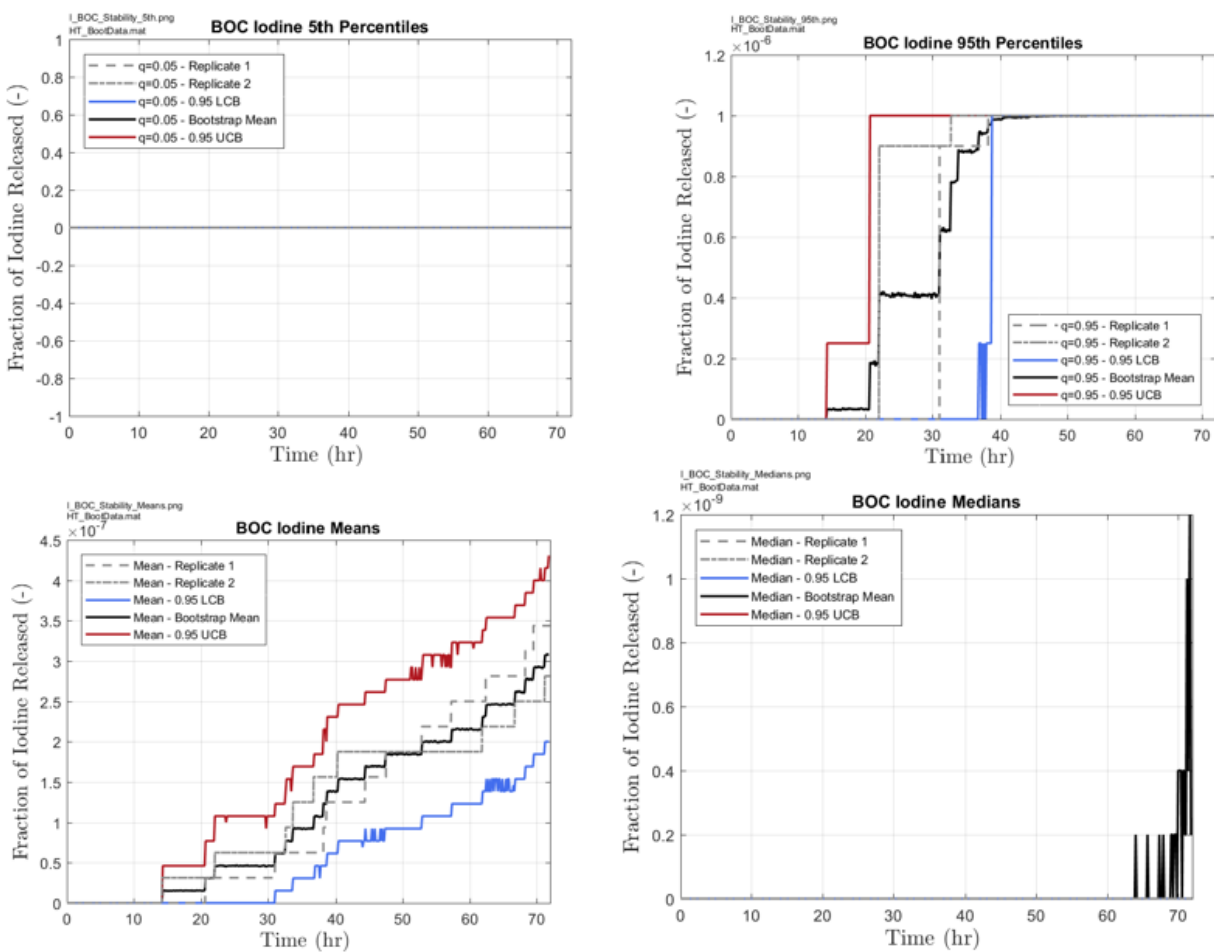 I_BOC_Stability_5th.png
HT_BootData.mat
BOC Iodine 5th Percentiles
Fraction of Iodine Released (-)
1
0.8
0.6
0.4
0.2
0
-0.2
-0.4
-0.6
-0.8
-1
q=0.05 - Replicate 1
q=0.05 - Replicate 2
q=0.05 - 0.95 LCB
q=0.05 - Bootstrap Mean
q=0.05 - 0.95 UCB
0 10 20 30 40 50 60 70
Time (hr)
I_BOC_Stability_95th.png
HT_BootData.mat
×10⁻⁶
BOC Iodine 95th Percentiles
Fraction of Iodine Released (-)
1.2
1
0.8
0.6
0.4
0.2
0
q=0.95 - Replicate 1
q=0.95 - Replicate 2
q=0.95 - 0.95 LCB
q=0.95 - Bootstrap Mean
q=0.95 - 0.95 UCB
0 10 20 30 40 50 60 70
Time (hr)
I_BOC_Stability_Means.png
HT_BootData.mat
×10⁻⁷
BOC Iodine Means
Fraction of Iodine Released (-)
4.5
4
3.5
3
2.5
2
1.5
1
0.5
0
Mean - Replicate 1
Mean - Replicate 2
Mean - 0.95 LCB
Mean - Bootstrap Mean
Mean - 0.95 UCB
0 10 20 30 40 50 60 70
Time (hr)
I_BOC_Stability_Medians.png
HT_BootData.mat
×10⁻⁹
BOC Iodine Medians
Fraction of Iodine Released (-)
1.2
1
0.8
0.6
0.4
0.2
0
Median - Replicate 1
Median - Replicate 2
Median - 0.95 LCB
Median - Bootstrap Mean
Median - 0.95 UCB
0 10 20 30 40 50 60 70
Time (hr)